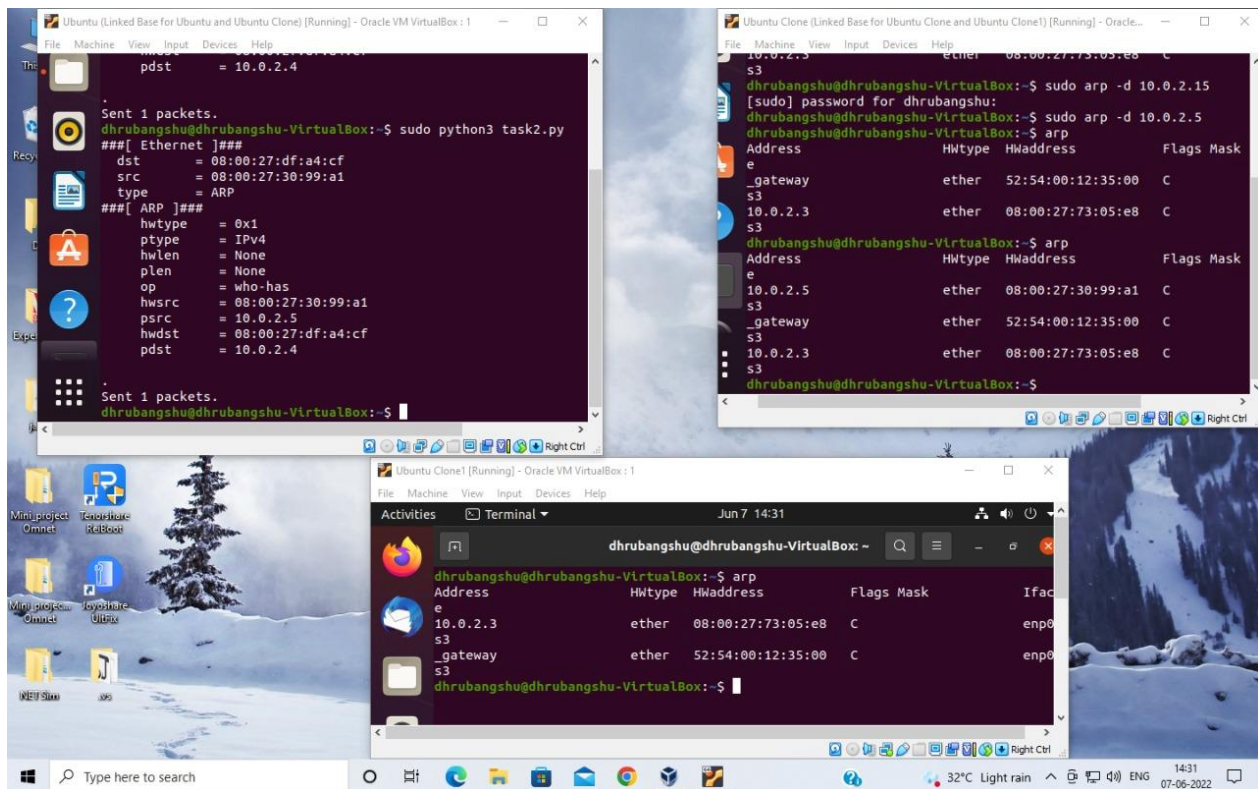 Ubuntu (Linked Base for Ubuntu and Ubuntu Clone) [Running] - Oracle VM VirtualBox : 1
File Machine View Input Devices Help
pdst = 10.0.2.4
.
Sent 1 packets.
dhrubangshu@dhrubangshu-VirtualBox:~$ sudo python3 task2.py
###[ Ethernet ]###
dst = 08:00:27:df:a4:cf
src = 08:00:27:30:99:a1
type = ARP
###[ ARP ]###
hwtype = 0x1
ptype = IPv4
hwlen = None
plen = None
op = who-has
hwsrc = 08:00:27:30:99:a1
psrc = 10.0.2.5
hwdst = 08:00:27:df:a4:cf
pdst = 10.0.2.4
.
Sent 1 packets.
dhrubangshu@dhrubangshu-VirtualBox:~$
Right Ctrl
Ubuntu Clone (Linked Base for Ubuntu Clone and Ubuntu Clone1) [Running] - Oracle...
File Machine View Input Devices Help
10.0.2.3 ether 08:00:27:73:05:e8 C
s3
dhrubangshu@dhrubangshu-VirtualBox:~$ sudo arp -d 10.0.2.15
[sudo] password for dhrubangshu:
dhrubangshu@dhrubangshu-VirtualBox:~$ sudo arp -d 10.0.2.5
dhrubangshu@dhrubangshu-VirtualBox:~$ arp
Address HWtype HWaddress Flags Mask
e
_gateway ether 52:54:00:12:35:00 C
s3
10.0.2.3 ether 08:00:27:73:05:e8 C
s3
dhrubangshu@dhrubangshu-VirtualBox:~$ arp
Address HWtype HWaddress Flags Mask
e
10.0.2.5 ether 08:00:27:30:99:a1 C
s3
_gateway ether 52:54:00:12:35:00 C
s3
10.0.2.3 ether 08:00:27:73:05:e8 C
s3
dhrubangshu@dhrubangshu-VirtualBox:~$
Right Ctrl
Ubuntu Clone1 [Running] - Oracle VM VirtualBox : 1
File Machine View Input Devices Help
Activities Terminal Jun 7 14:31
dhrubangshu@dhrubangshu-VirtualBox: ~
dhrubangshu@dhrubangshu-VirtualBox:~$ arp
Address HWtype HWaddress Flags Mask Ifac
e
10.0.2.3 ether 08:00:27:73:05:e8 C enp0
s3
_gateway ether 52:54:00:12:35:00 C enp0
s3
dhrubangshu@dhrubangshu-VirtualBox:~$
Right Ctrl
Mini_project
Omnet
Tenorshare
ReiBoot
Mini_projec...
Omnet
Joyoshare
UltFix
INET Sim
Type here to search
32°C Light rain
ENG
14:31
07-06-2022